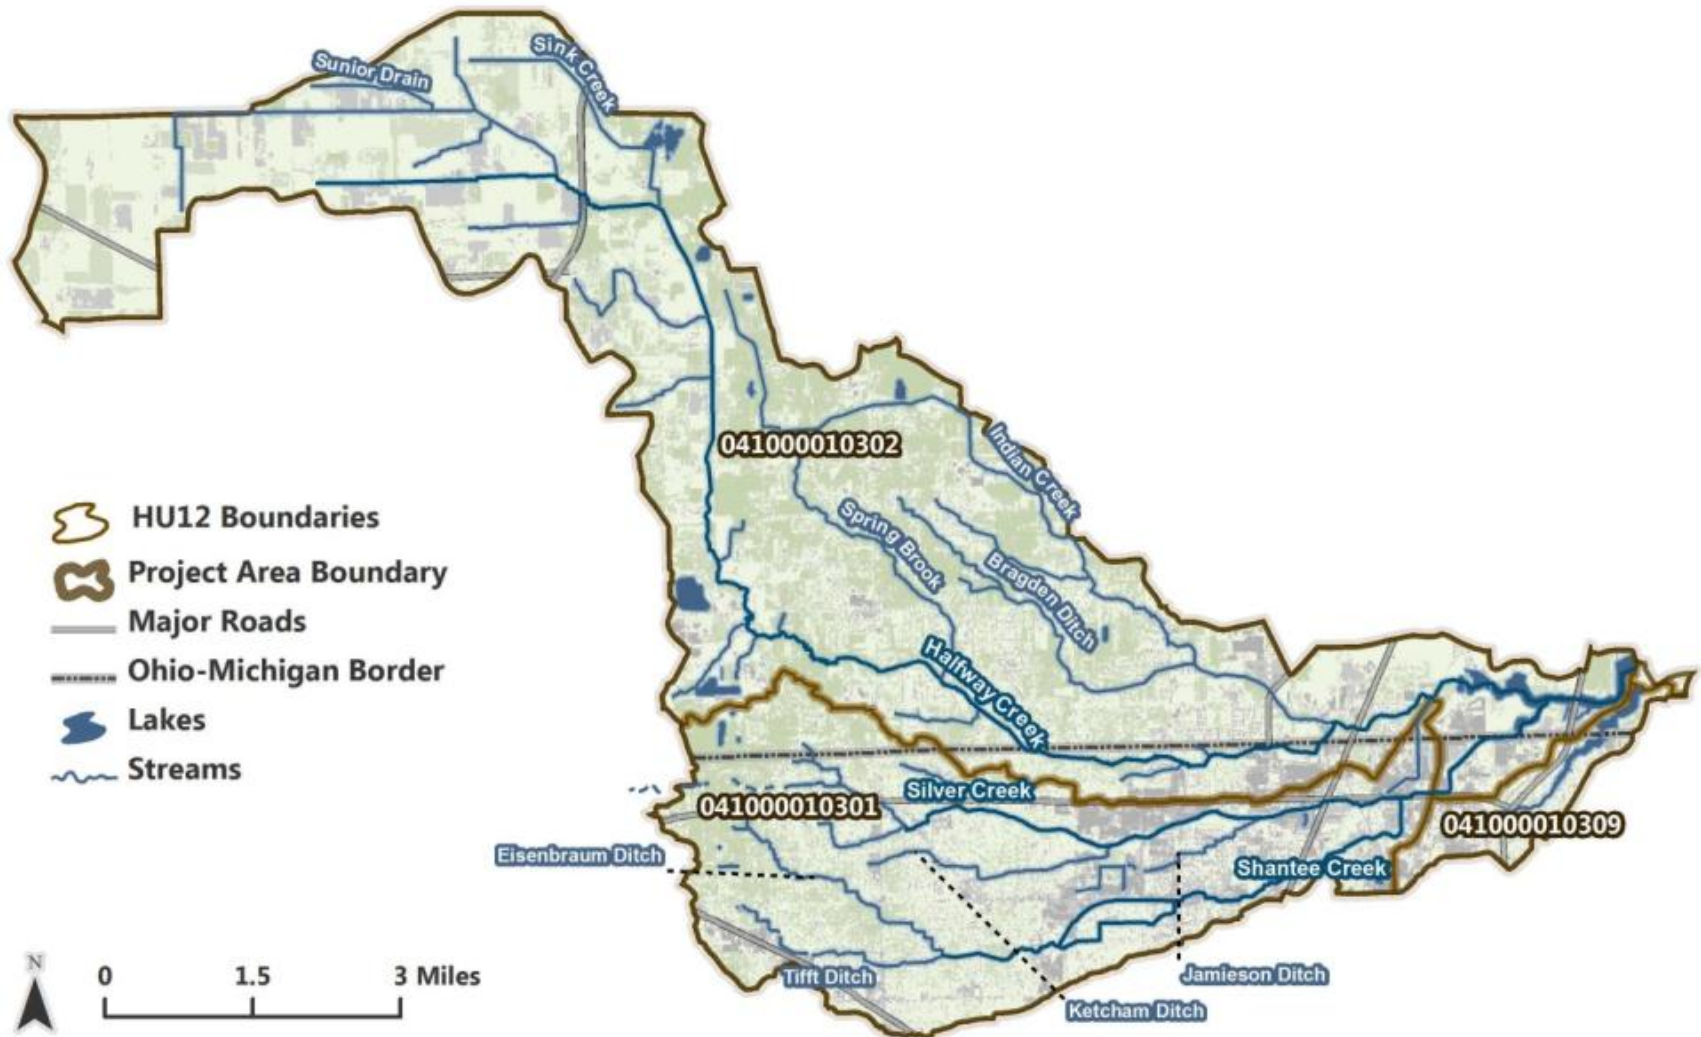 Sunior Drain
Sink Creek
041000010302
Indian Creek
Spring Brook
Bragden Ditch
HU12 Boundaries
Project Area Boundary
Major Roads
Ohio-Michigan Border
Lakes
Streams
Halfway Creek
Silver Creek
041000010301
041000010309
Eisenbraum Ditch
Shantee Creek
N
0 1.5 3 Miles
Tifft Ditch
Jamieson Ditch
Ketcham Ditch